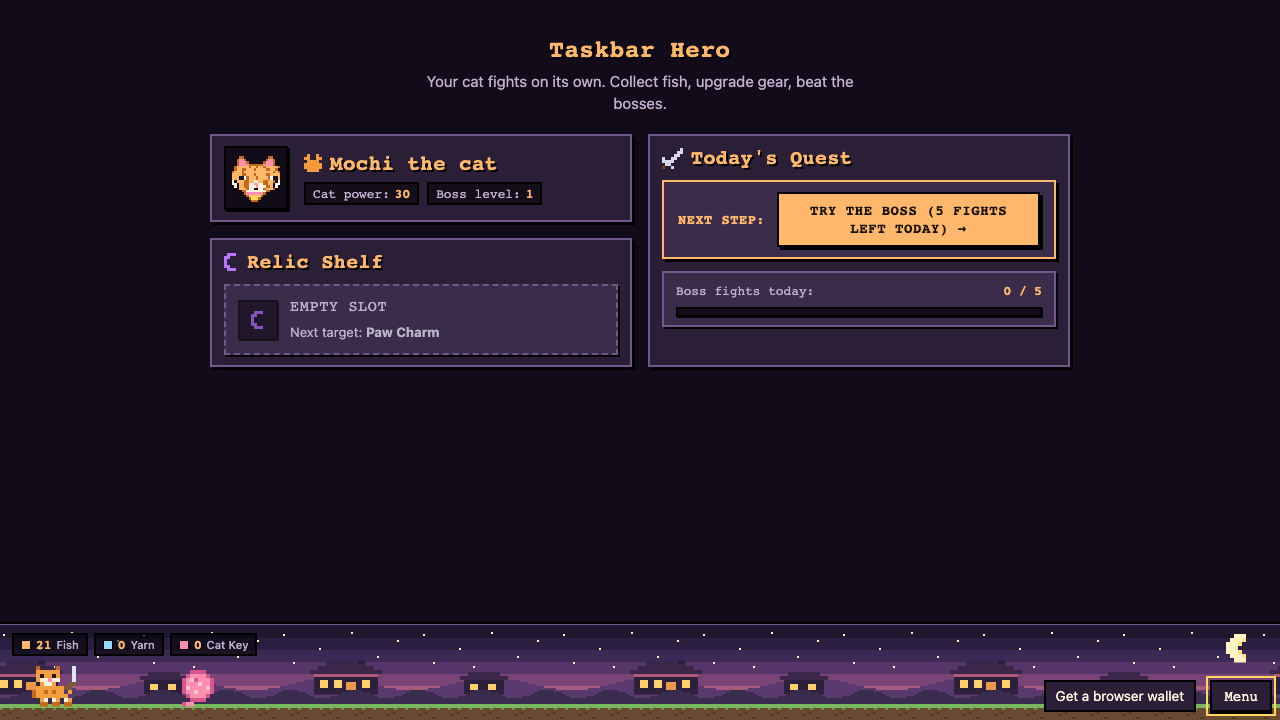 Taskbar Hero
Your cat fights on its own. Collect fish, upgrade gear, beat the
bosses.
Mochi the cat
Cat power: 30
Boss level: 1
Relic Shelf
EMPTY SLOT
Next target: Paw Charm
Today's Quest
NEXT STEP:
TRY THE BOSS (5 FIGHTS
LEFT TODAY) →
Boss fights today:
0 / 5
21 Fish
0 Yarn
0 Cat Key
Get a browser wallet
Menu